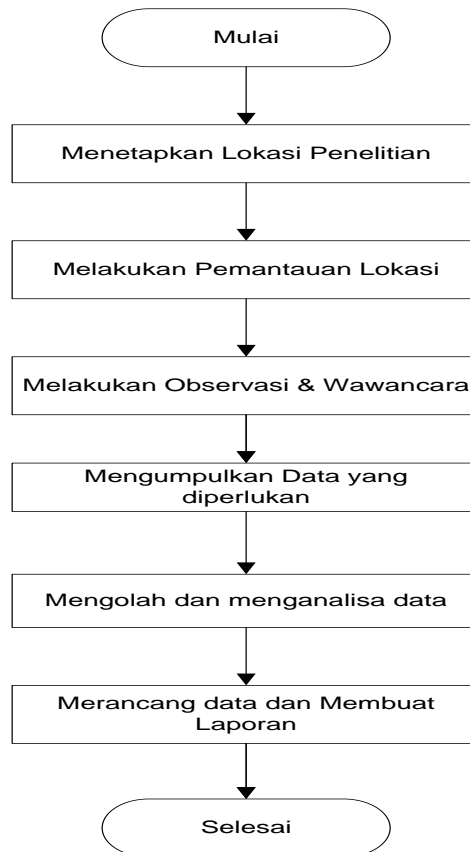 Mulai
Menetapkan Lokasi Penelitian
Melakukan Pemantauan Lokasi
Melakukan Observasi & Wawancara
Mengumpulkan Data yang
diperlukan
Mengolah dan menganalisa data
Merancang data dan Membuat
Laporan
Selesai